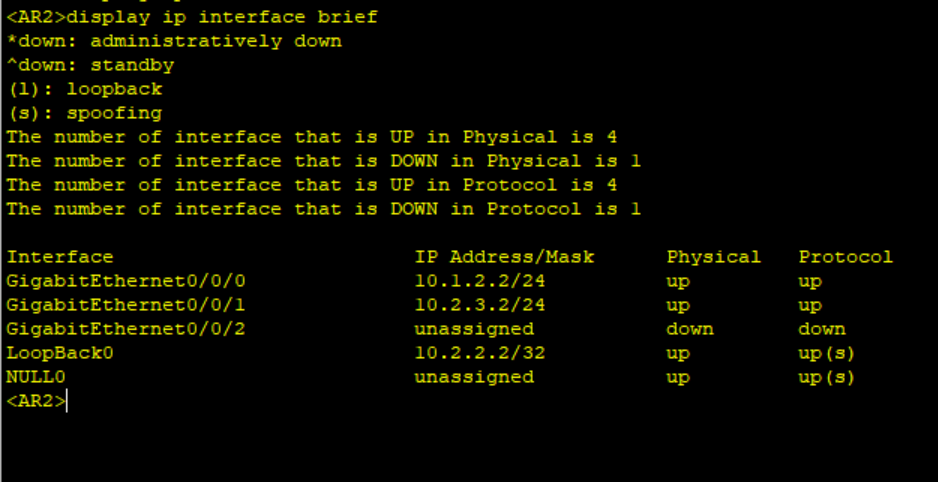 <AR2>display ip interface brief
*down: administratively down
^down: standby
(l): loopback
(s): spoofing
The number of interface that is UP in Physical is 4
The number of interface that is DOWN in Physical is 1
The number of interface that is UP in Protocol is 4
The number of interface that is DOWN in Protocol is 1
Interface IP Address/Mask Physical Protocol
GigabitEthernet0/0/0 10.1.2.2/24 up up
GigabitEthernet0/0/1 10.2.3.2/24 up up
GigabitEthernet0/0/2 unassigned down down
LoopBack0 10.2.2.2/32 up up(s)
NULL0 unassigned up up(s)
<AR2>